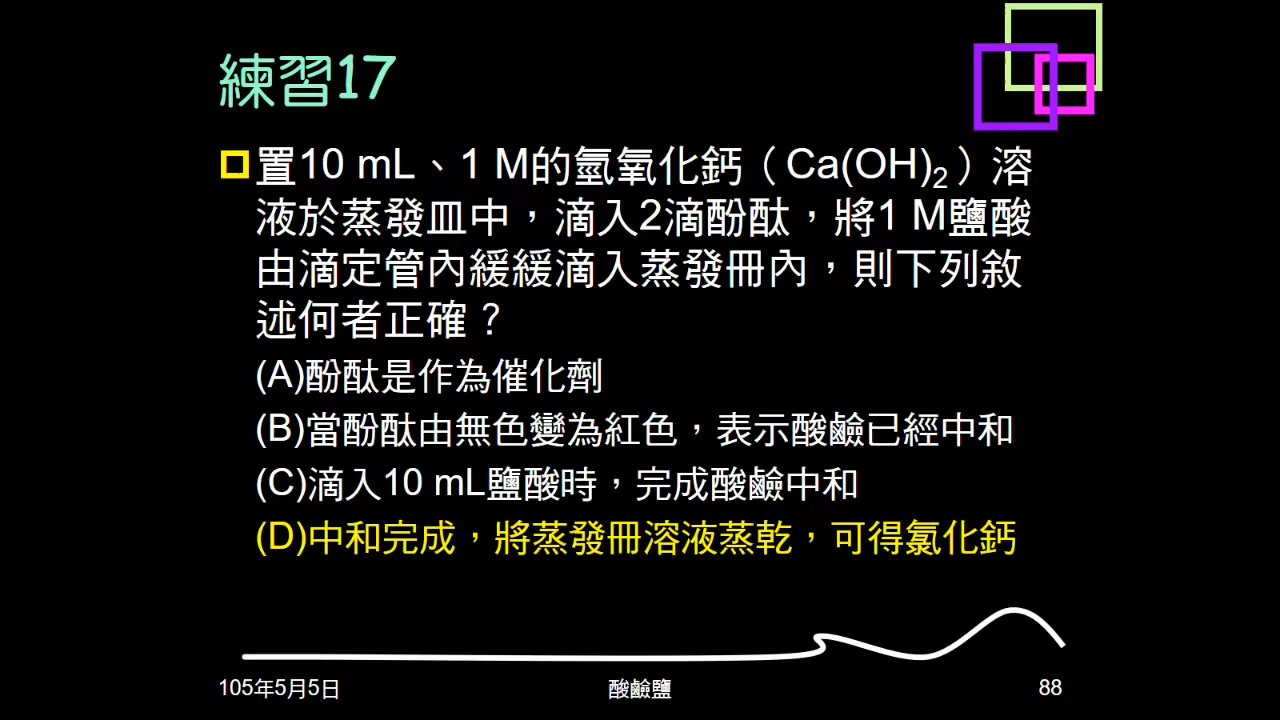 練習17
置10 mL、1 M的氫氧化鈣（Ca(OH)₂）溶
液於蒸發皿中，滴入2滴酚酞，將1 M鹽酸
由滴定管內緩緩滴入蒸發冊內，則下列敘
述何者正確？
(A)酚酞是作為催化劑
(B)當酚酞由無色變為紅色，表示酸鹼已經中和
(C)滴入10 mL鹽酸時，完成酸鹼中和
(D)中和完成，將蒸發冊溶液蒸乾，可得氯化鈣
105年5月5日
酸鹼鹽
88